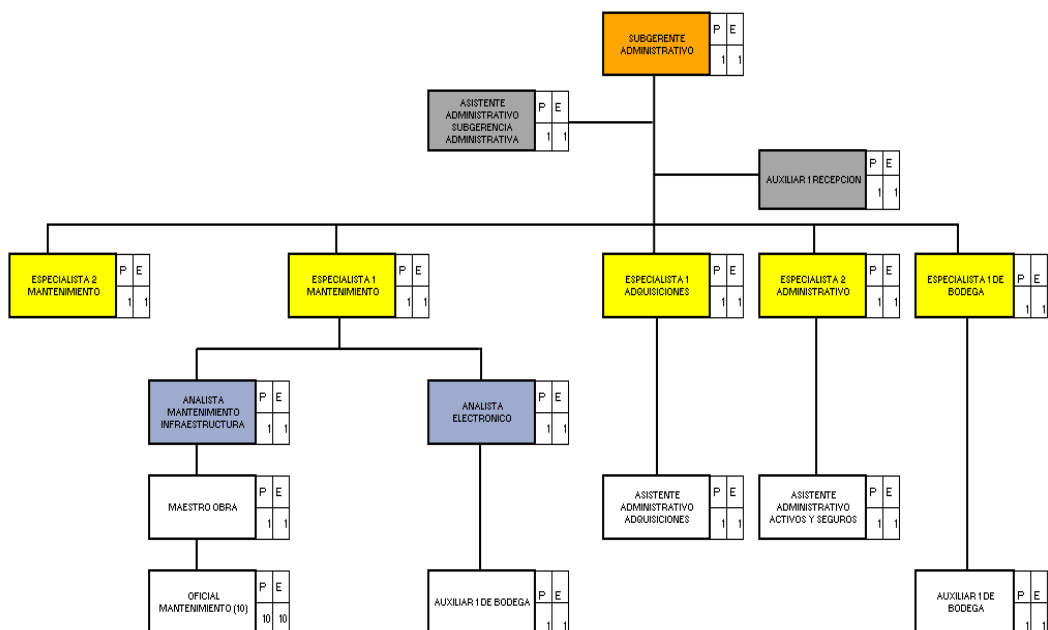 SUBGERENTE
ADMINISTRATIVO
P E
1 1
ASISTENTE
ADMINISTRATIVO
SUBGERENCIA
ADMINISTRATIVA
P E
1 1
AUXILIAR 1 RECEPCION
P E
1 1
ESPECIALISTA 2
MANTENIMIENTO
P E
1 1
ESPECIALISTA 1
MANTENIMIENTO
P E
1 1
ESPECIALISTA 1
ADQUISICIONES
P E
1 1
ESPECIALISTA 2
ADMINISTRATIVO
P E
1 1
ESPECIALISTA 1 DE
BODEGA
P E
1 1
ANALISTA
MANTENIMIENTO
INFRAESTRUCTURA
P E
1 1
ANALISTA
ELECTRONICO
P E
1 1
MAESTRO OBRA
P E
1 1
ASISTENTE
ADMINISTRATIVO
ADQUISICIONES
P E
1 1
ASISTENTE
ADMINISTRATIVO
ACTIVOS Y SEGUROS
P E
1 1
OFICIAL
MANTENIMIENTO (10)
P E
10 10
AUXILIAR 1 DE BODEGA
P E
1 1
AUXILIAR 1 DE
BODEGA
P E
1 1